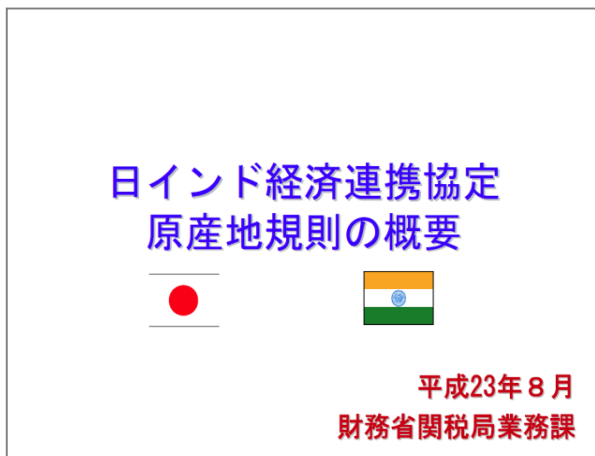 日インド経済連携協定
原産地規則の概要
平成23年８月
財務省関税局業務課